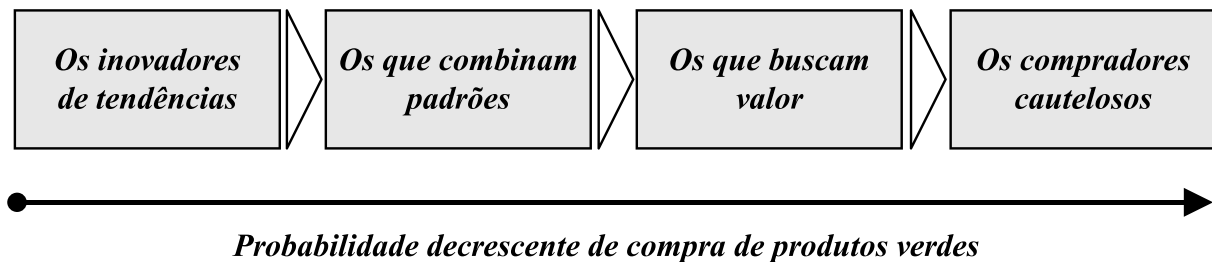 Os inovadores
de tendências
Os que combinam
padrões
Os que buscam
valor
Os compradores
cautelosos
Probabilidade decrescente de compra de produtos verdes